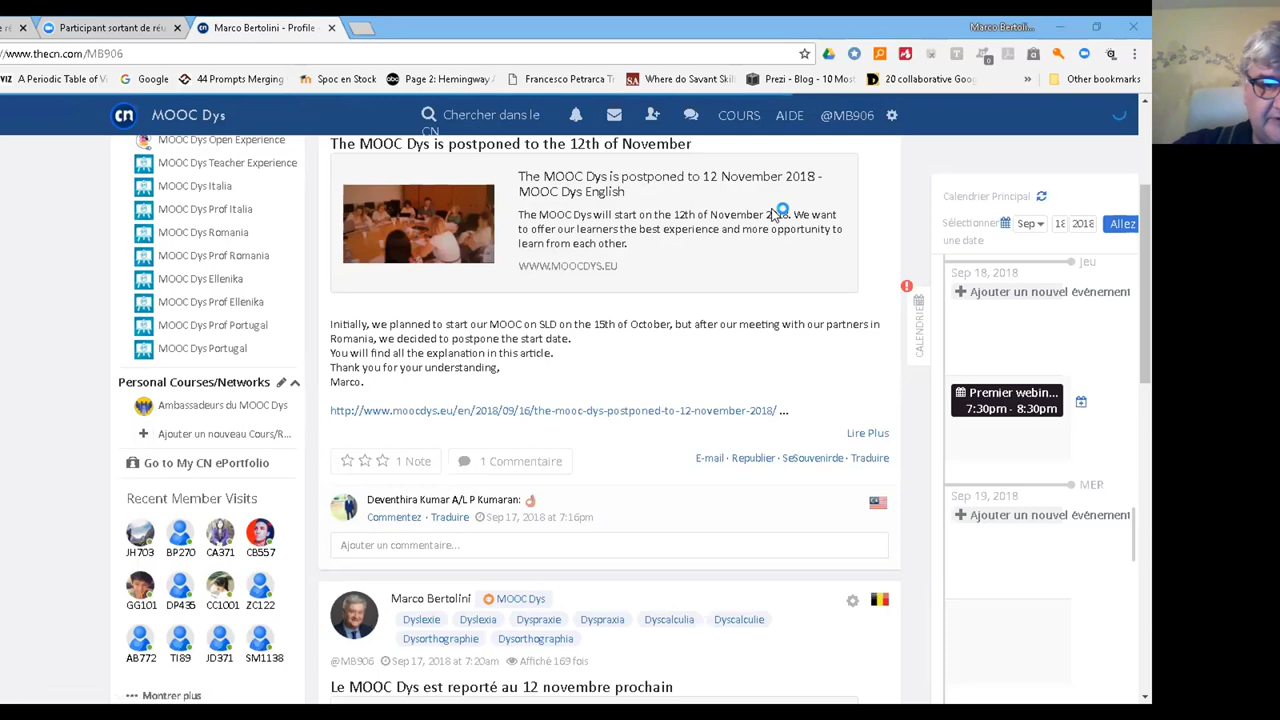 Participant sortant de réu
Marco Bertolini - Profile
Marco Bertoli...
www.thecn.com/MB906
A Periodic Table of Vi
Google
44 Prompts Merging
Spoc en Stock
Page 2: Hemingway
Francesco Petrarca
Where do Savant Skil
Prezi - Blog - 10 Most
20 collaborative Goo
»
Other bookmarks
cn
MOOC Dys
Chercher dans le
CN
COURS
AIDE
@MB906
MOOC Dys Open Experience
MOOC Dys Teacher Experience
MOOC Dys Italia
MOOC Dys Prof Italia
MOOC Dys Romania
MOOC Dys Prof Romania
MOOC Dys Ellenika
MOOC Dys Prof Ellenika
MOOC Dys Prof Portugal
MOOC Dys Portugal
Personal Courses/Networks
Ambassadeurs du MOOC Dys
Ajouter un nouveau Cours/R...
Go to My CN ePortfolio
Recent Member Visits
JH703 BP270 CA371 CB557
GG101 DP435 CC1001 ZC122
AB772 TI89 JD371 SM1138
Montrer plus
The MOOC Dys is postponed to the 12th of November
The MOOC Dys is postponed to 12 November 2018 -
MOOC Dys English
The MOOC Dys will start on the 12th of November We want
to offer our learners the best experience and more opportunity to
learn from each other.
WWW.MOOCDYS.EU
Initially, we planned to start our MOOC on SLD on the 15th of October, but after our meeting with our partners in
Romania, we decided to postpone the start date.
You will find all the explanation in this article.
Thank you for your understanding,
Marco.
http://www.moocdys.eu/en/2018/09/16/the-mooc-dys-postponed-to-12-november-2018/ ...
Lire Plus
1 Note
1 Commentaire
E-mail · Republier · SeSouvenirde · Traduire
Deventhira Kumar A/L P Kumaran:
Commentez · Traduire Sep 17, 2018 at 7:16pm
Ajouter un commentaire...
Marco Bertolini MOOC Dys
Dyslexie Dyslexia Dyspraxie Dyspraxia Dyscalculia Dyscalculie
Dysorthographie Dysorthographia
@MB906 Sep 17, 2018 at 7:20am Affiché 169 fois
Le MOOC Dys est reporté au 12 novembre prochain
Calendrier Principal
Sélectionner
une date
Sep 18 2018 Allez
CALENDRIE
Jeu
Sep 18, 2018
Ajouter un nouvel événement
Premier webin...
7:30pm - 8:30pm
MER
Sep 19, 2018
Ajouter un nouvel événement